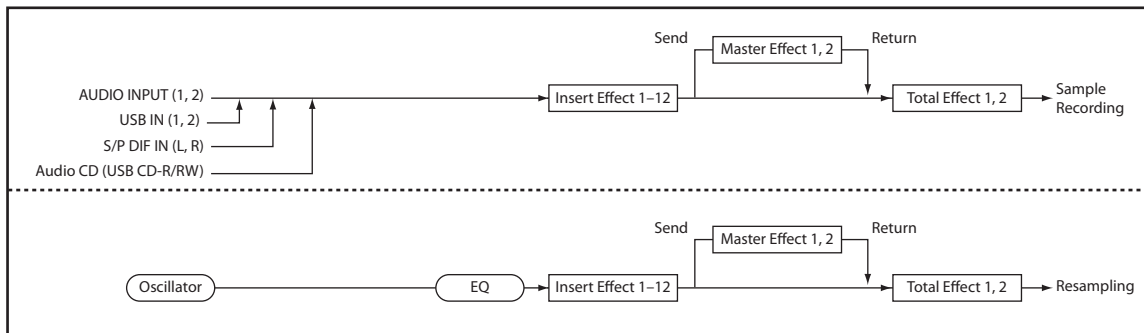 Send
Master Effect 1, 2
Return
AUDIO INPUT (1, 2)
Insert Effect 1–12
Total Effect 1, 2
Sample
Recording
USB IN (1, 2)
S/P DIF IN (L, R)
Audio CD (USB CD-R/RW)
Send
Master Effect 1, 2
Return
Oscillator
EQ
Insert Effect 1–12
Total Effect 1, 2
Resampling